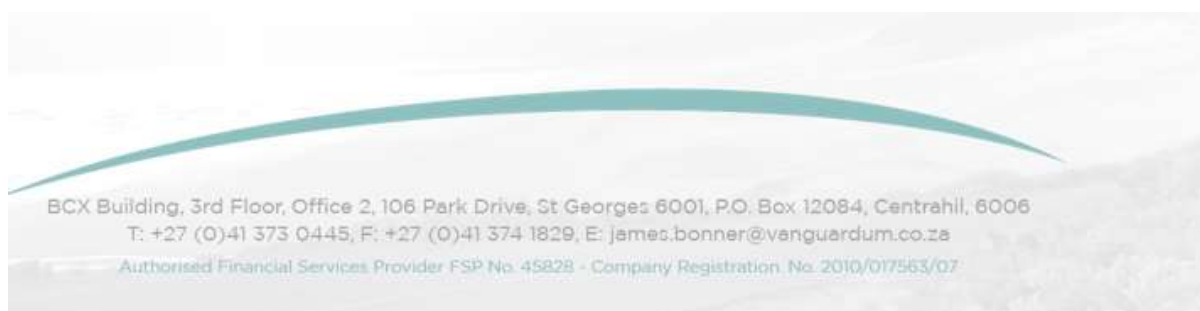 BCX Building, 3rd Floor, Office 2, 106 Park Drive, St Georges 6001, P.O. Box 12084, Centrahil, 6006
T: +27 (0)41 373 0445, F: +27 (0)41 374 1829, E: james.bonner@vanguardum.co.za
Authorised Financial Services Provider FSP No. 45828 - Company Registration. No. 2010/017563/07